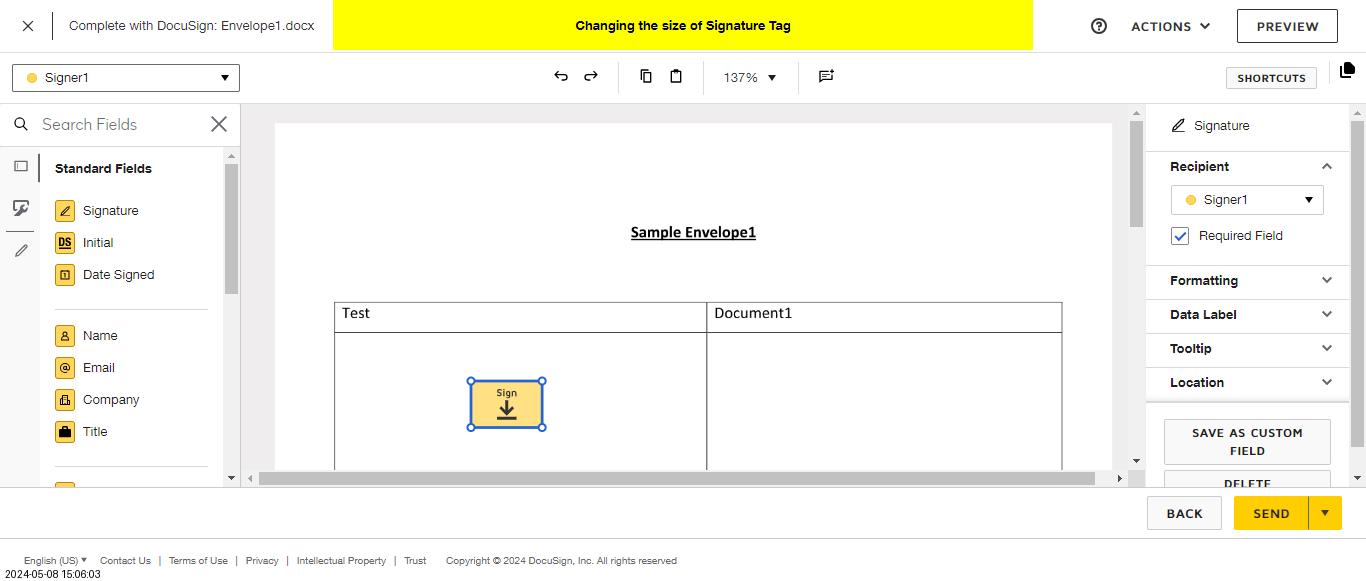 Complete with DocuSign: Envelope1.docx
Changing the size of Signature Tag
ACTIONS
PREVIEW
Signer1
137%
SHORTCUTS
Search Fields
Standard Fields
Signature
DS Initial
Date Signed
Name
Email
Company
Title
Sample Envelope1
Test Document1
Sign
Signature
Recipient
Signer1
Required Field
Formatting
Data Label
Tooltip
Location
SAVE AS CUSTOM
FIELD
DELETE
BACK
SEND
English (US) Contact Us | Terms of Use | Privacy | Intellectual Property | Trust Copyright © 2024 DocuSign, Inc. All rights reserved
2024-05-08 15:06:03